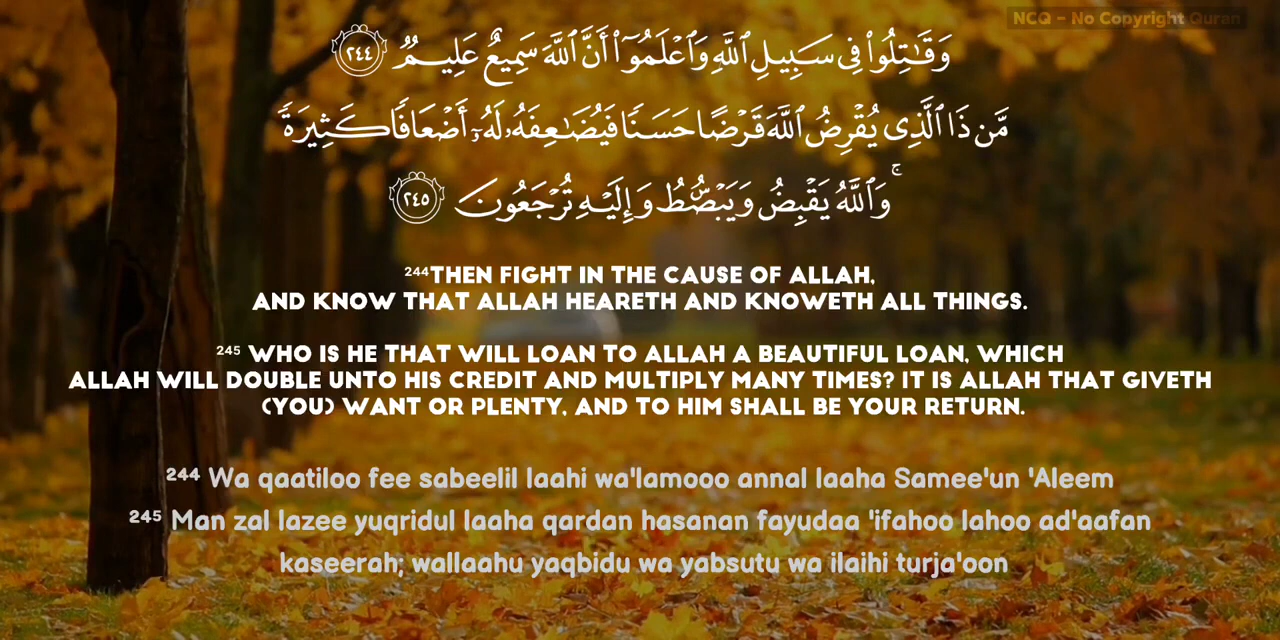 NCQ - No Copyright Quran
وَقَـٰتِلُوا۟ فِى سَبِيلِ ٱللَّهِ وَٱعْلَمُوٓا۟ أَنَّ ٱللَّهَ سَمِيعٌ عَلِيمٌ ٢٤٤
مَّن ذَا ٱلَّذِى يُقْرِضُ ٱللَّهَ قَرْضًا حَسَنًا فَيُضَـٰعِفَهُۥ لَهُۥٓ أَضْعَافًا كَثِيرَةً
ۚ وَٱللَّهُ يَقْبِضُ وَيَبْصُۜطُ وَإِلَيْهِ تُرْجَعُونَ ٢٤٥
²⁴⁴THEN FIGHT IN THE CAUSE OF ALLAH,
AND KNOW THAT ALLAH HEARETH AND KNOWETH ALL THINGS.
²⁴⁵ WHO IS HE THAT WILL LOAN TO ALLAH A BEAUTIFUL LOAN, WHICH
ALLAH WILL DOUBLE UNTO HIS CREDIT AND MULTIPLY MANY TIMES? IT IS ALLAH THAT GIVETH
(YOU) WANT OR PLENTY, AND TO HIM SHALL BE YOUR RETURN.
²⁴⁴ Wa qaatiloo fee sabeelil laahi wa'lamooo annal laaha Samee'un 'Aleem
²⁴⁵ Man zal lazee yuqridul laaha qardan hasanan fayudaa 'ifahoo lahoo ad'aafan
kaseerah; wallaahu yaqbidu wa yabsutu wa ilaihi turja'oon